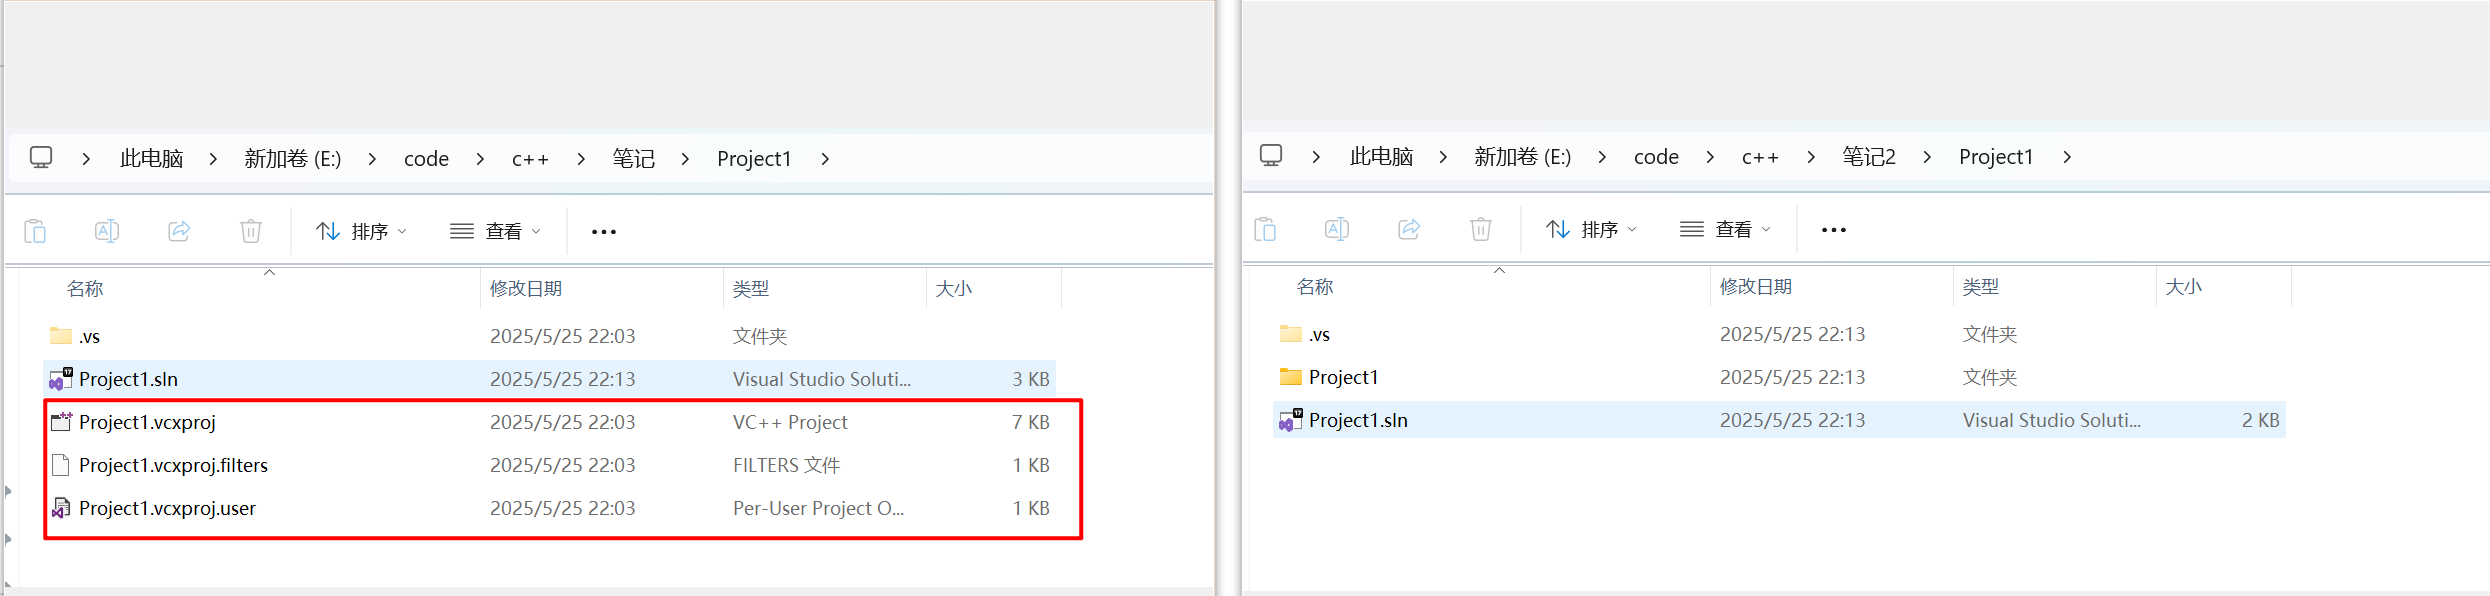 此电脑 新加卷 (E:) code c++ 笔记 Project1
排序 查看
名称 修改日期 类型 大小
.vs 2025/5/25 22:03 文件夹
Project1.sln 2025/5/25 22:13 Visual Studio Soluti... 3 KB
Project1.vcxproj 2025/5/25 22:03 VC++ Project 7 KB
Project1.vcxproj.filters 2025/5/25 22:03 FILTERS 文件 1 KB
Project1.vcxproj.user 2025/5/25 22:03 Per-User Project O... 1 KB
此电脑 新加卷 (E:) code c++ 笔记2 Project1
排序 查看
名称 修改日期 类型 大小
.vs 2025/5/25 22:13 文件夹
Project1 2025/5/25 22:13 文件夹
Project1.sln 2025/5/25 22:13 Visual Studio Soluti... 2 KB